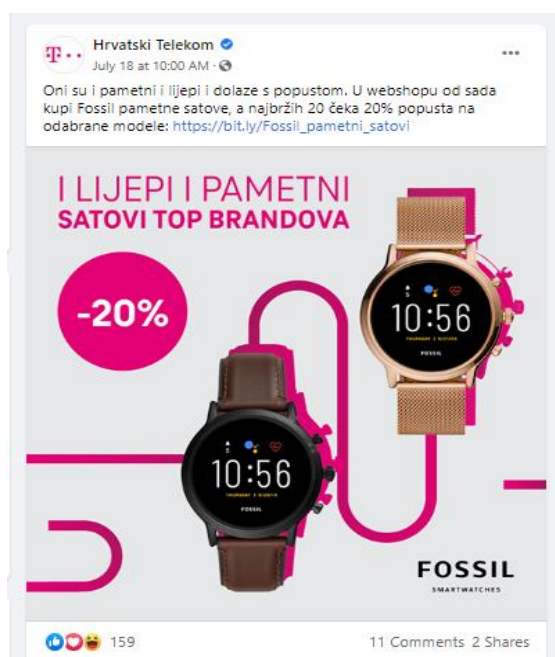 Hrvatski Telekom
July 18 at 10:00 AM ·
Oni su i pametni i lijepi i dolaze s popustom. U webshopu od sada
kupi Fossil pametne satove, a najbržih 20 čeka 20% popusta na
odabrane modele: https://bit.ly/Fossil_pametni_satovi
I LIJEPI I PAMETNI
SATOVI TOP BRANDOVA
-20%
10:56
FOSSIL
10:56
FOSSIL
FOSSIL
SMARTWATCHES
159
11 Comments 2 Shares